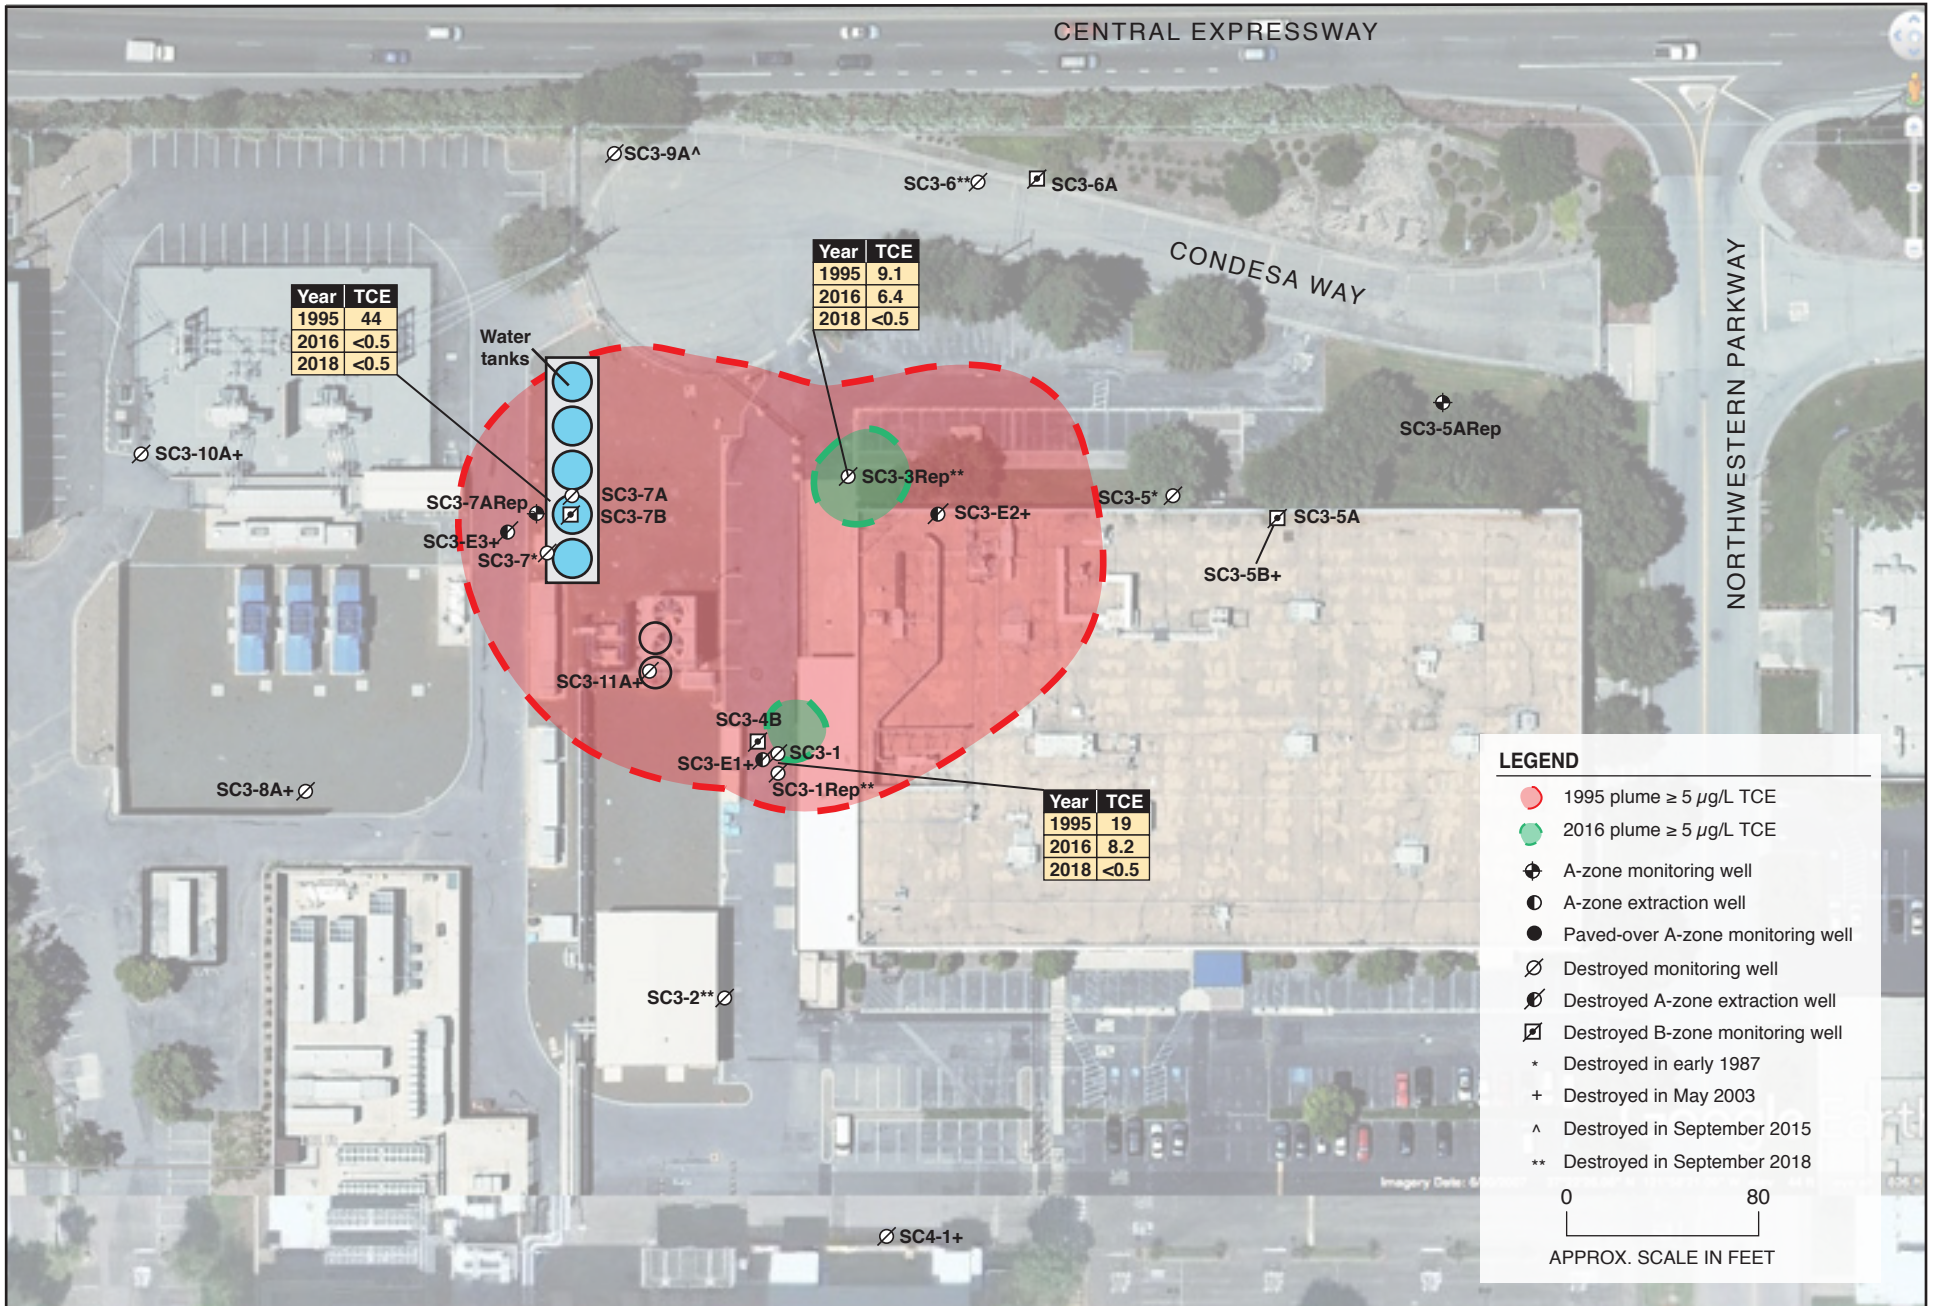 CENTRAL EXPRESSWAY
SC3-9A^
SC3-6**
SC3-6A
CONDESA WAY
NORTHWESTERN PARKWAY
Year TCE
1995 9.1
2016 6.4
2018 <0.5
Year TCE
1995 44
2016 <0.5
2018 <0.5
Water
tanks
SC3-5ARep
SC3-10A+
SC3-3Rep**
SC3-7ARep
SC3-7A
SC3-7B
SC3-5*
SC3-E2+
SC3-5A
SC3-E3+
SC3-7*
SC3-5B+
SC3-11A+
SC3-4B
SC3-1
SC3-E1+
SC3-1Rep**
SC3-8A+
Year TCE
1995 19
2016 8.2
2018 <0.5
SC3-2**
SC4-1+
LEGEND
1995 plume ≥ 5 µg/L TCE
2016 plume ≥ 5 µg/L TCE
A-zone monitoring well
A-zone extraction well
Paved-over A-zone monitoring well
Destroyed monitoring well
Destroyed A-zone extraction well
Destroyed B-zone monitoring well
* Destroyed in early 1987
+ Destroyed in May 2003
^ Destroyed in September 2015
** Destroyed in September 2018
0 80
APPROX. SCALE IN FEET
Google Earth
Imagery Date: